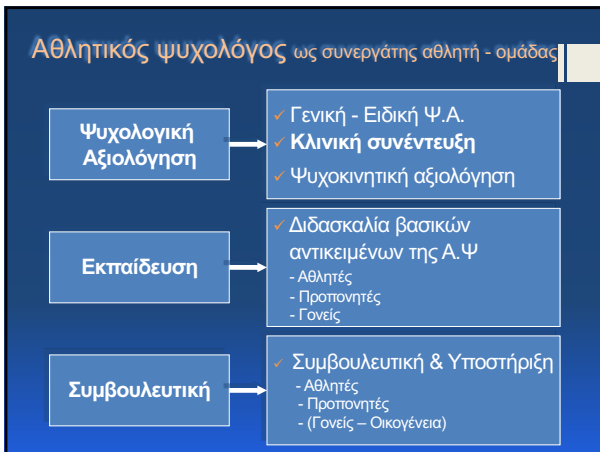 Αθλητικός ψυχολόγος ως συνεργάτης αθλητή - ομάδας
Ψυχολογική
Αξιολόγηση
✓ Γενική - Ειδική Ψ.Α.
✓ Κλινική συνέντευξη
✓ Ψυχοκινητική αξιολόγηση
Εκπαίδευση
✓ Διδασκαλία βασικών
αντικειμένων της Α.Ψ
- Αθλητές
- Προπονητές
- Γονείς
Συμβουλευτική
✓ Συμβουλευτική & Υποστήριξη
- Αθλητές
- Προπονητές
- (Γονείς – Οικογένεια)